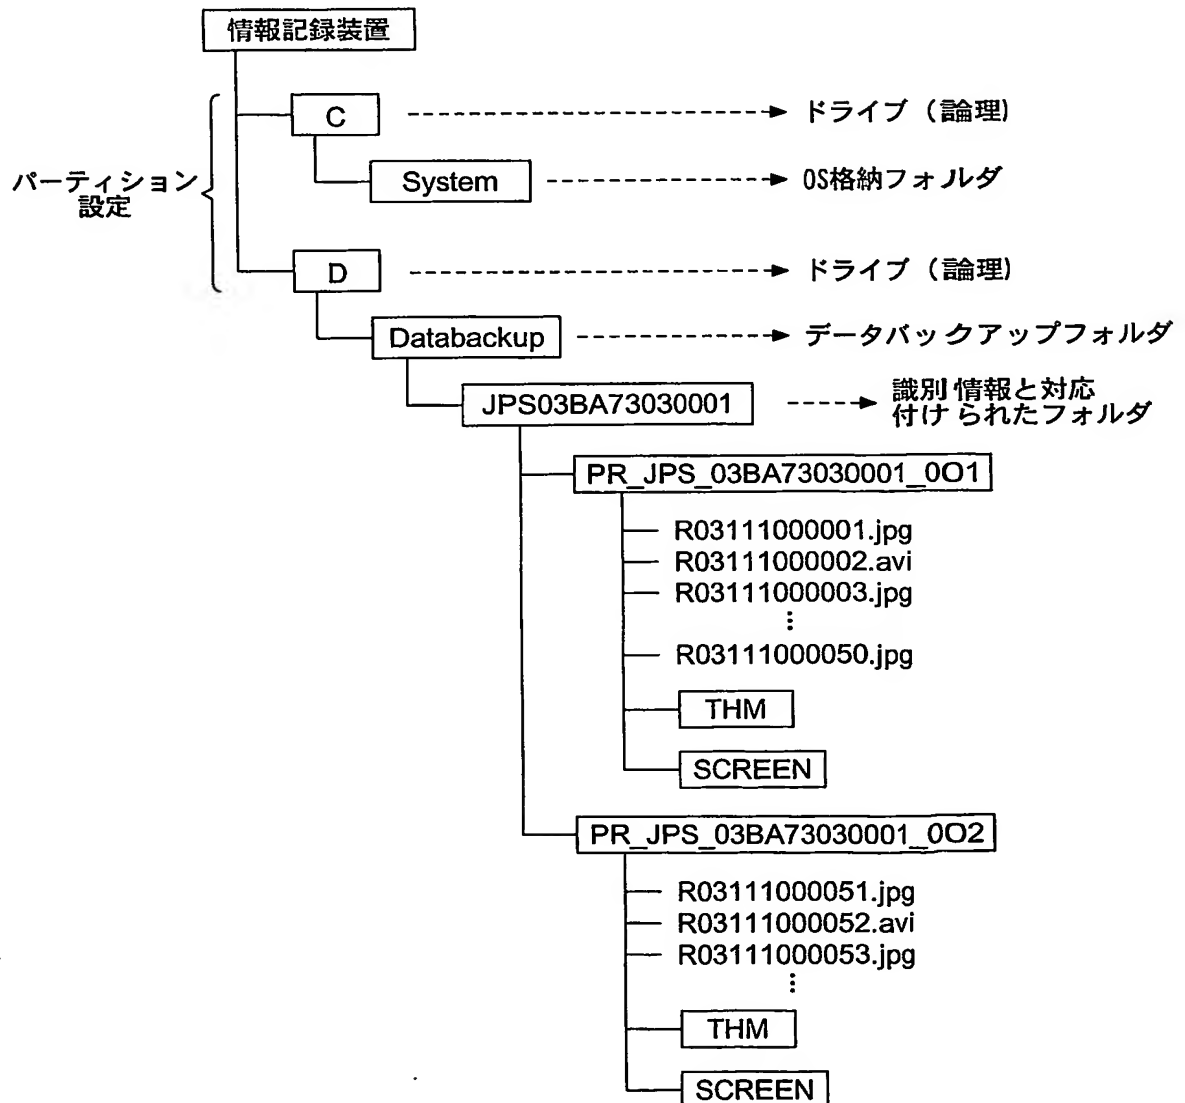 情報記録装置
C
ドライブ（論理)
パーティション
設定
System
OS格納フォルダ
D
ドライブ（論理)
Databackup
データバックアップフォルダ
JPS03BA73030001
識別情報と対応
付けられたフォルダ
PR_JPS_03BA73030001_001
R03111000001.jpg
R03111000002.avi
R03111000003.jpg
⋮
R03111000050.jpg
THM
SCREEN
PR_JPS_03BA73030001_002
R03111000051.jpg
R03111000052.avi
R03111000053.jpg
⋮
THM
SCREEN